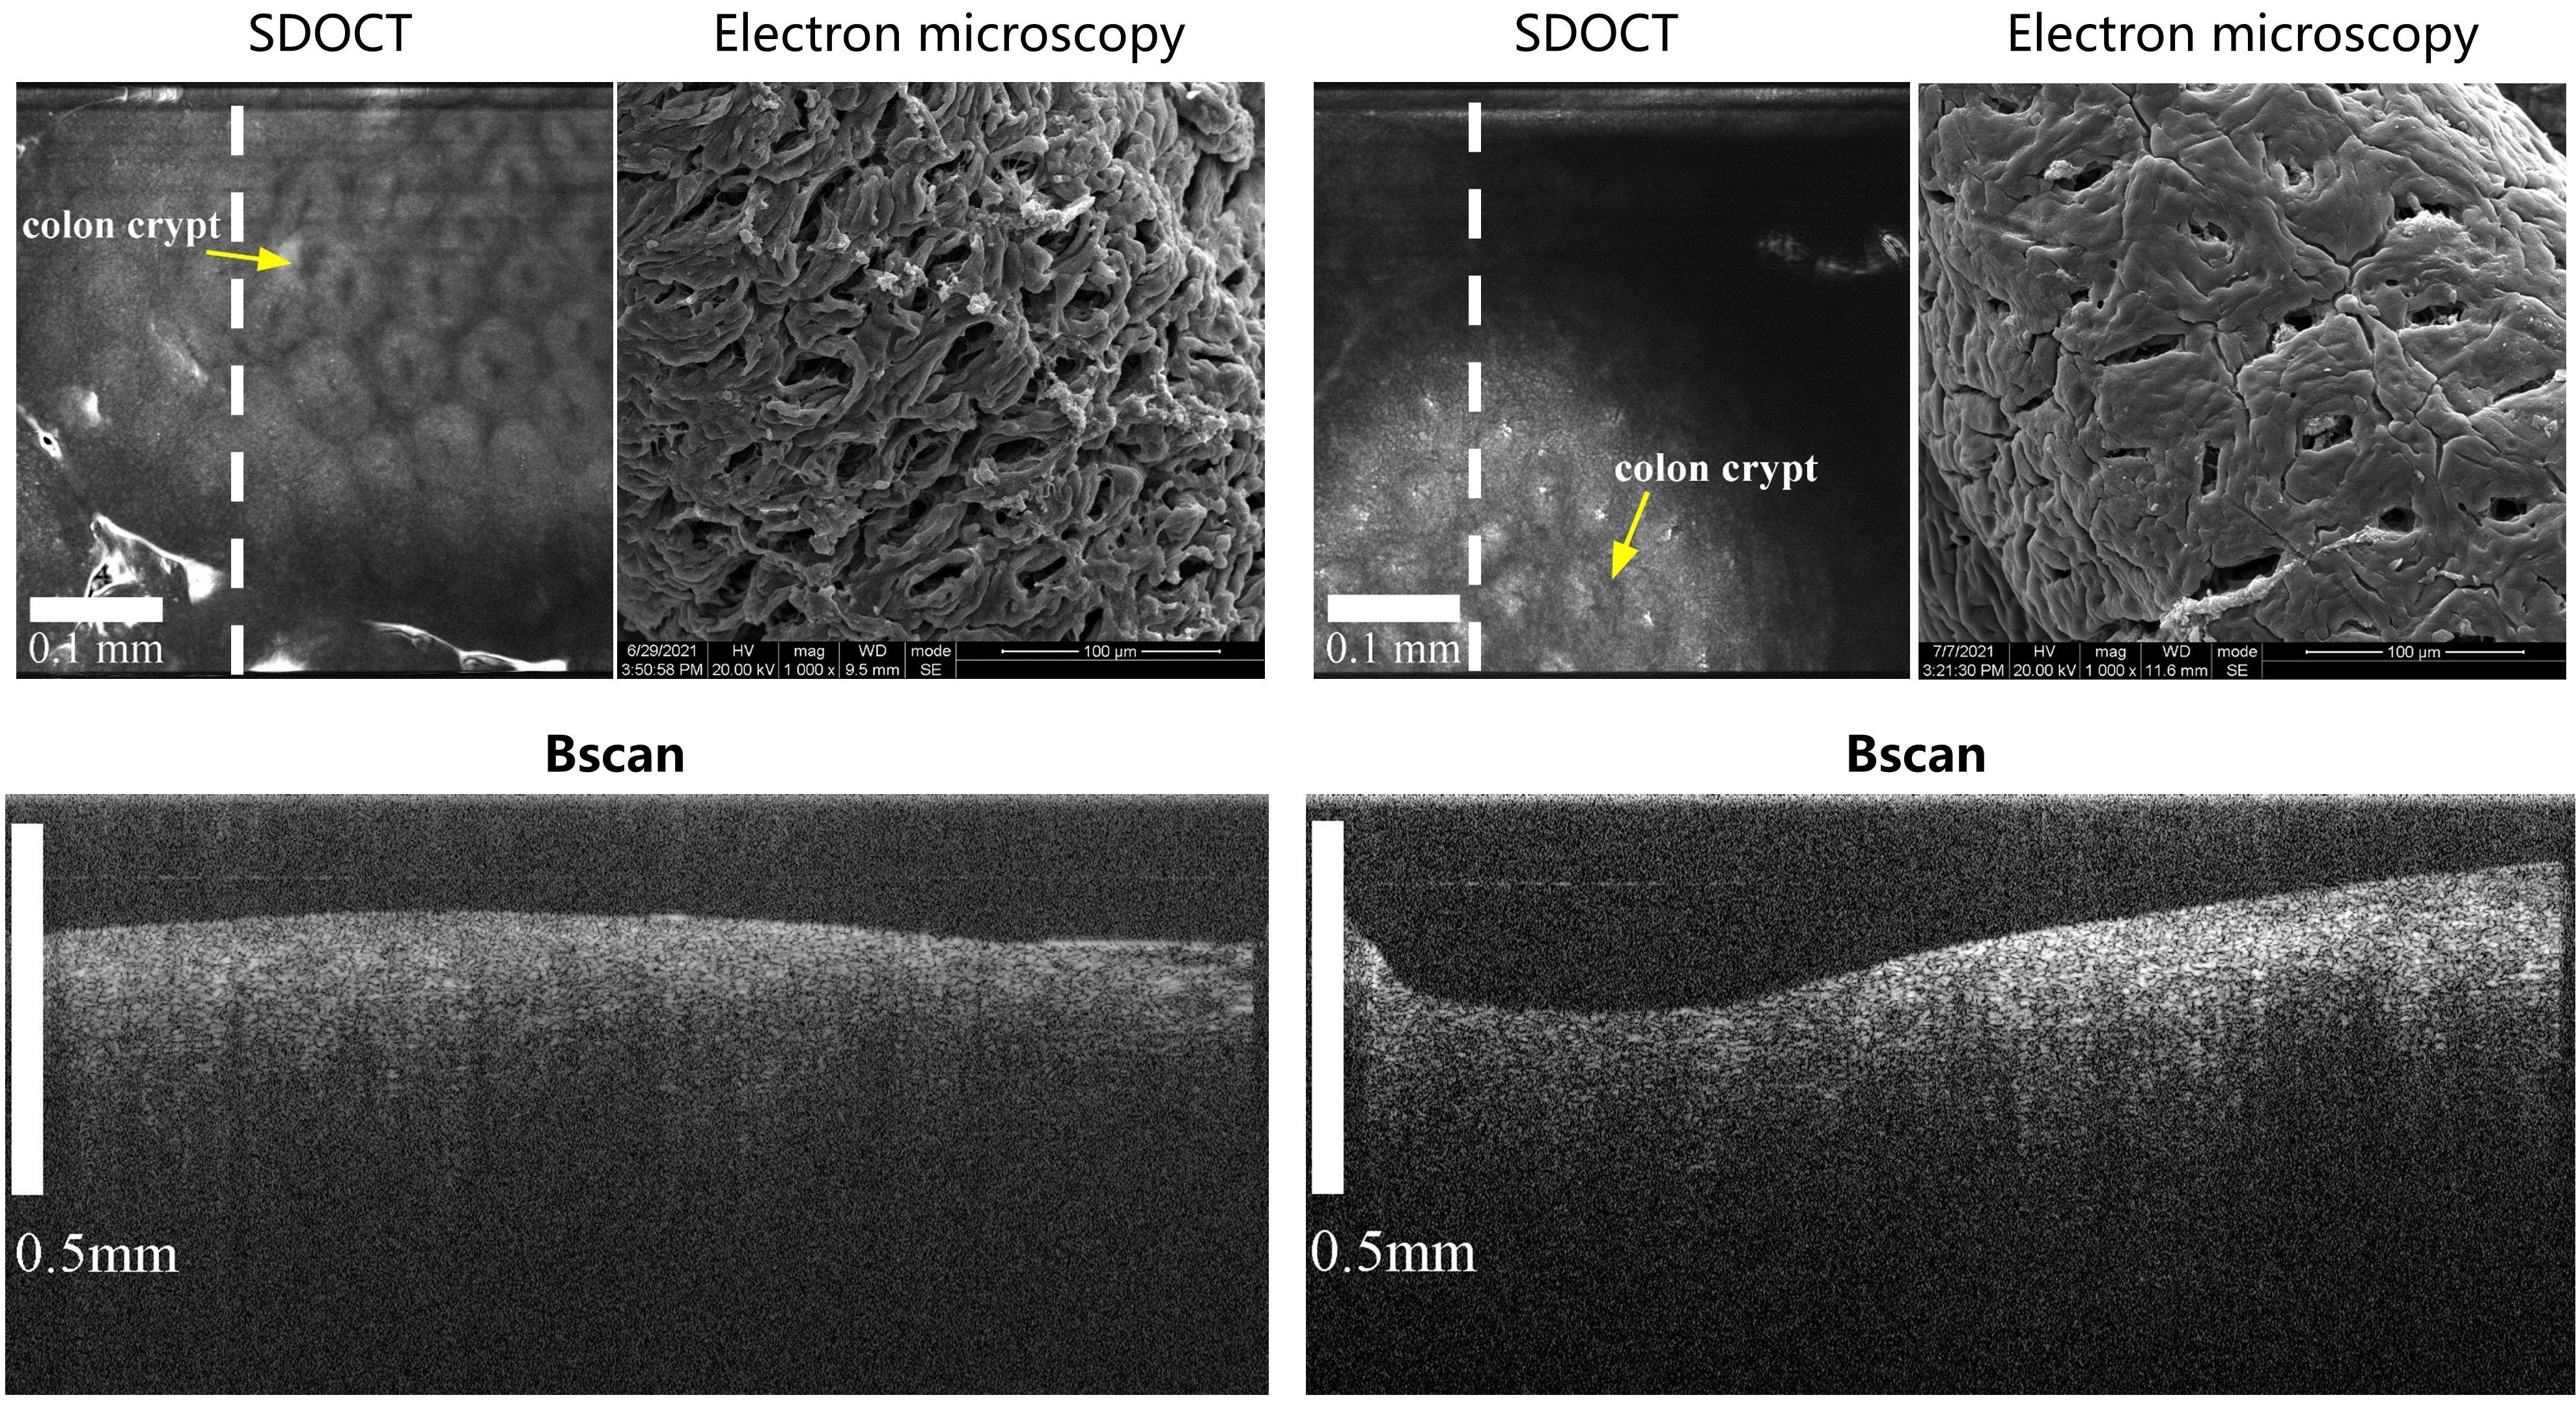 SDOCT
Electron microscopy
SDOCT
Electron microscopy
colon crypt
0.1 mm
6/29/2021 HV mag WD mode
3:50:58 PM 20.00 kV 1 000 x 9.5 mm SE
100 µm
colon crypt
0.1 mm
7/7/2021 HV mag WD mode
3:21:30 PM 20.00 kV 1 000 x 11.6 mm SE
100 µm
Bscan
Bscan
0.5mm
0.5mm